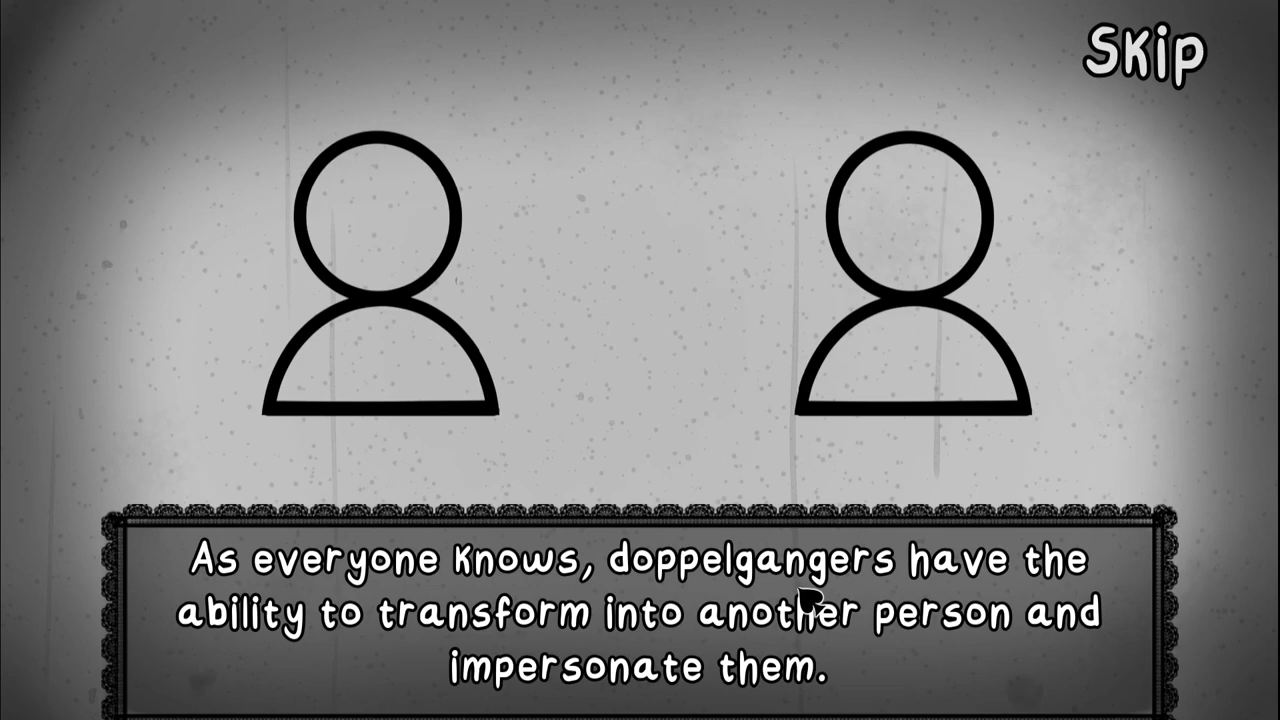 Skip
As everyone knows, doppelgangers have the
ability to transform into another person and
impersonate them.